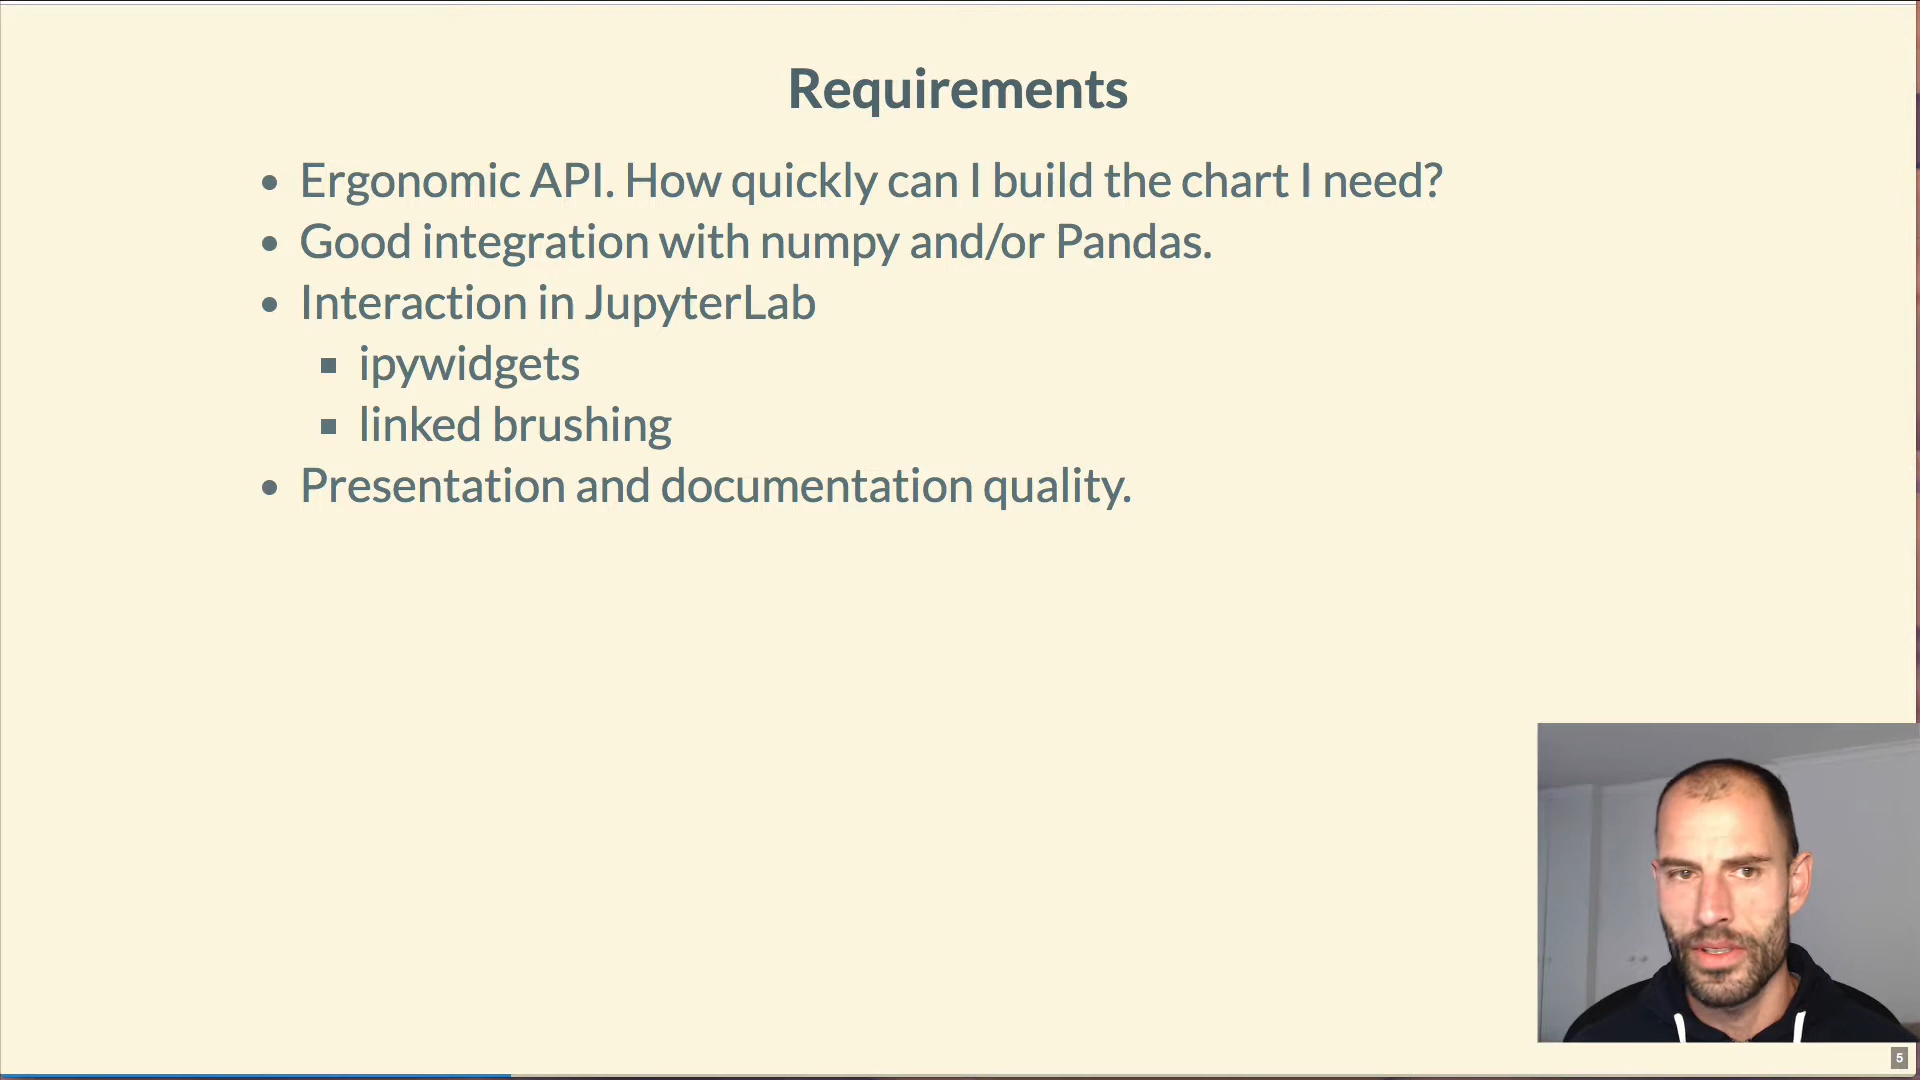 Requirements
Ergonomic API. How quickly can I build the chart I need?
Good integration with numpy and/or Pandas.
Interaction in JupyterLab
ipywidgets
linked brushing
Presentation and documentation quality.
5